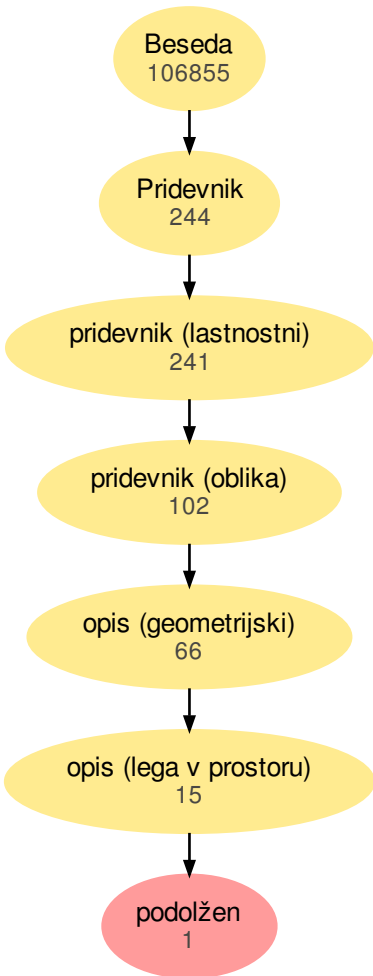 Beseda
106855
Pridevnik
244
pridevnik (lastnostni)
241
pridevnik (oblika)
102
opis (geometrijski)
66
opis (lega v prostoru)
15
podolžen
1